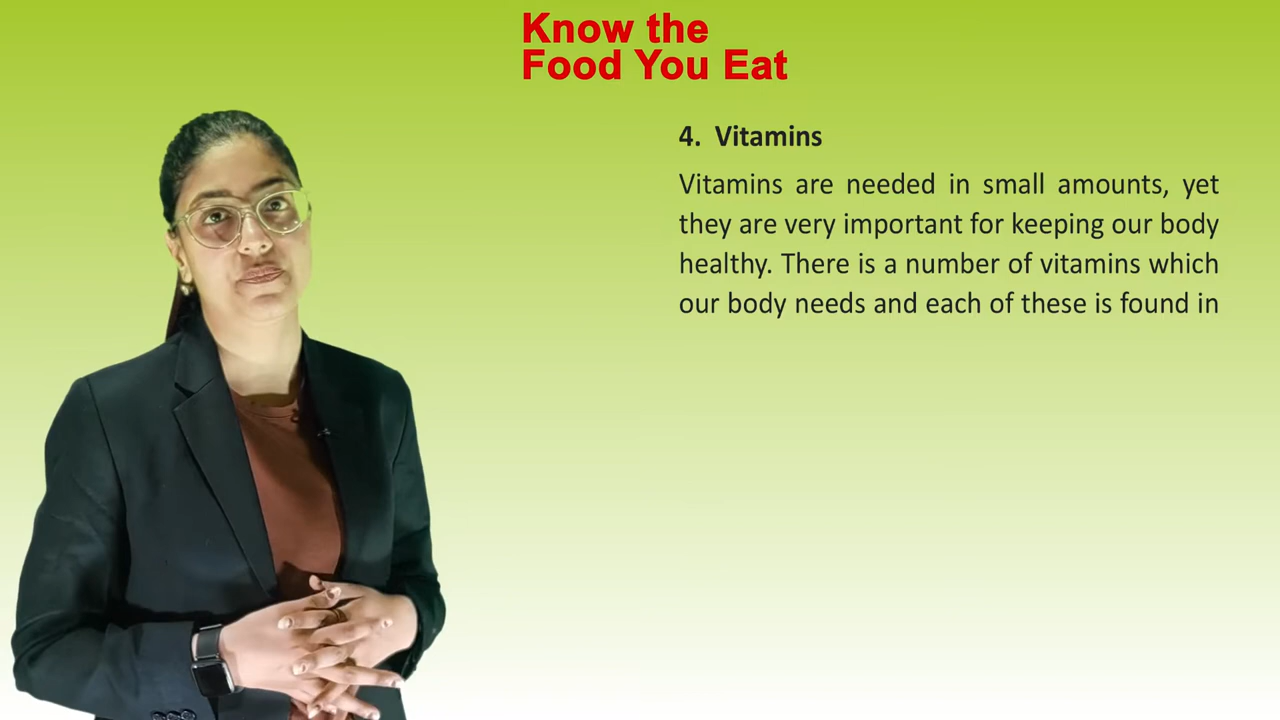 Know the
Food You Eat
4. Vitamins
Vitamins are needed in small amounts, yet
they are very important for keeping our body
healthy. There is a number of vitamins which
our body needs and each of these is found in